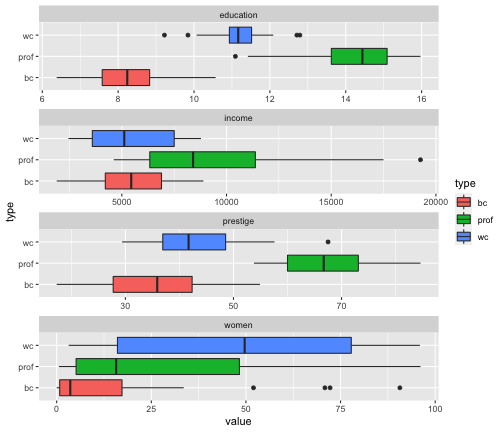 education
wc
prof
bc
6 8 10 12 14 16
income
wc
prof
bc
5000 10000 15000 20000
prestige
wc
prof
bc
30 50 70
women
wc
prof
bc
0 25 50 75 100
value
type
type
bc
prof
wc